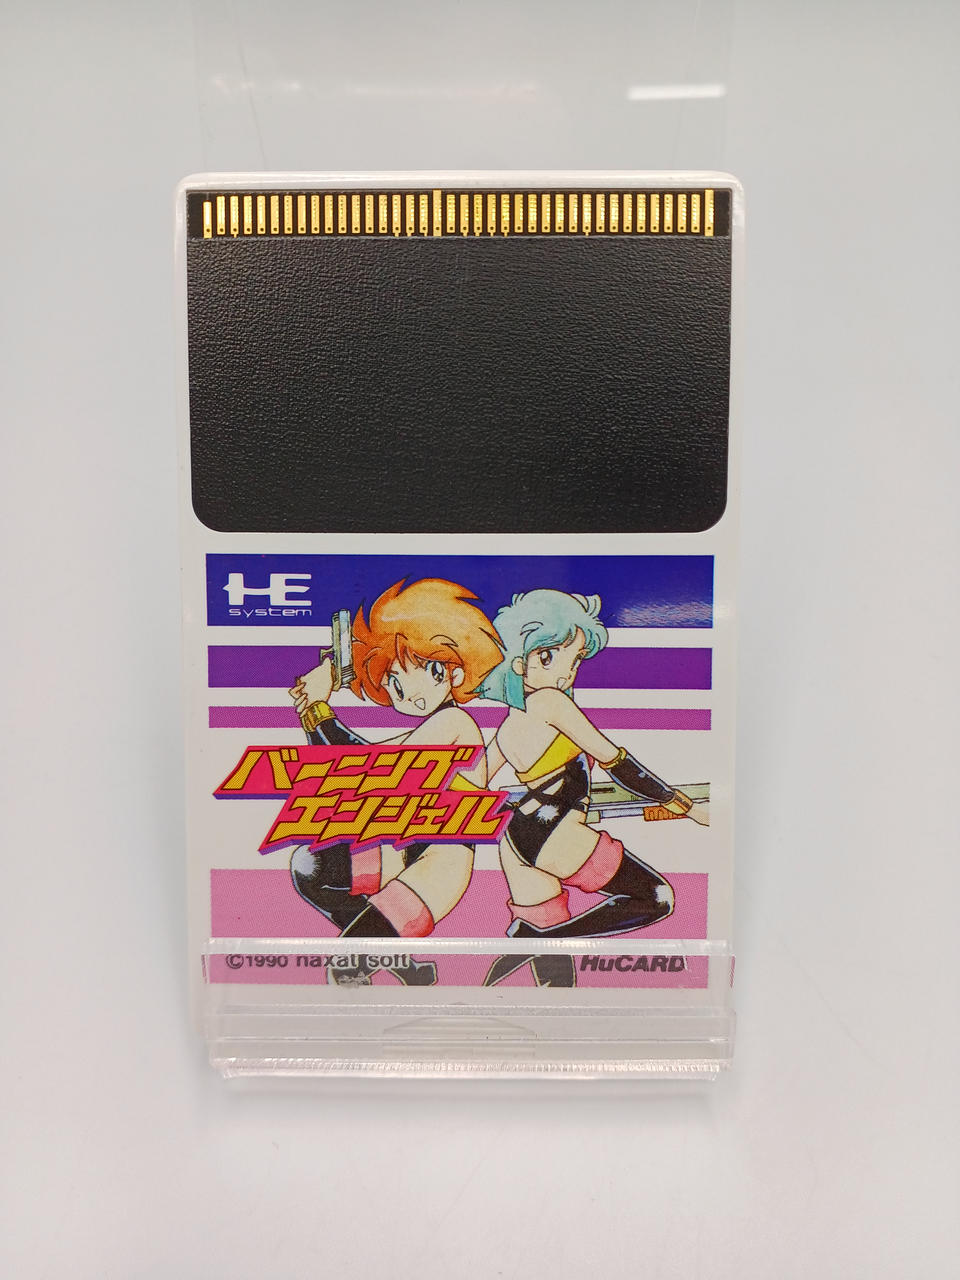 HE
system
バーニング
エンジェル
©1990 naxat soft
HuCARD